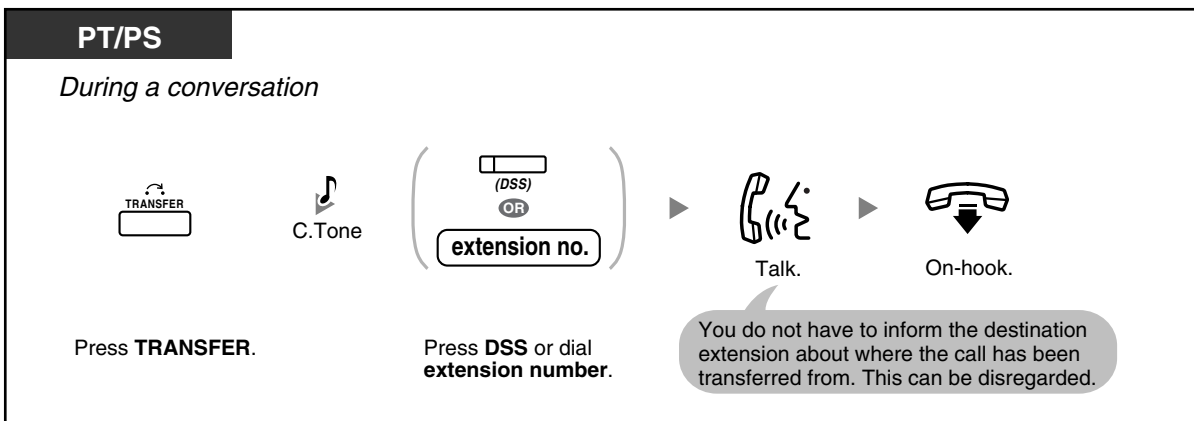 PT/PS
During a conversation
TRANSFER
C.Tone
(DSS)
OR
extension no.
Talk.
On-hook.
Press TRANSFER.
Press DSS or dial
extension number.
You do not have to inform the destination
extension about where the call has been
transferred from. This can be disregarded.